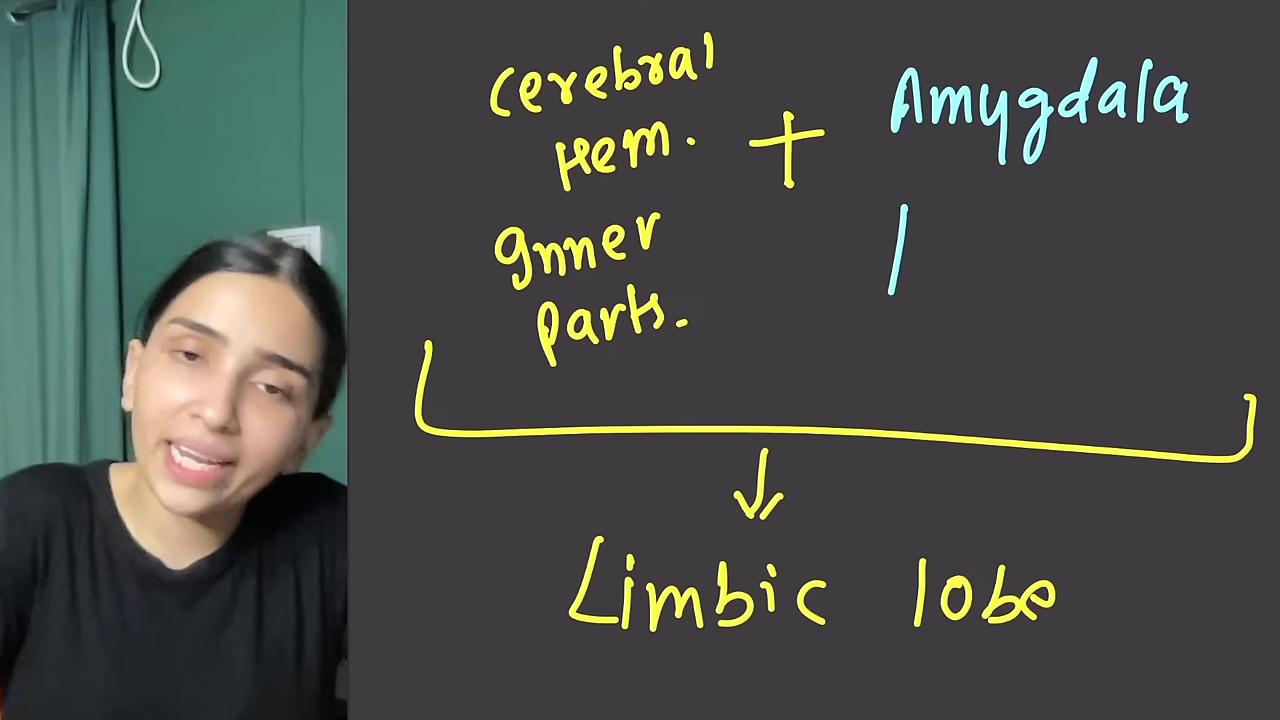 Cerebral
Hem.
+
Amygdala
Inner
parts.
Limbic lobe